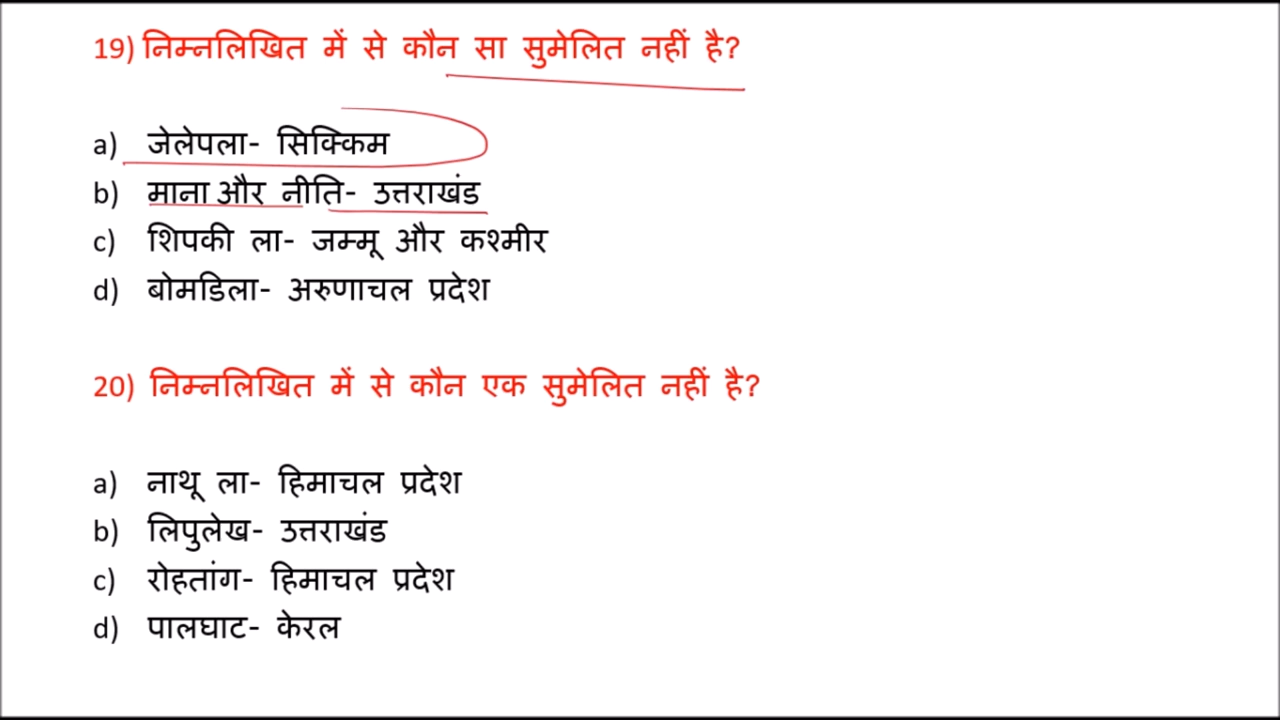 19) निम्नलिखित में से कौन सा सुमेलित नहीं है?
a) जेलेपला- सिक्किम
b) माना और नीति- उत्तराखंड
c) शिपकी ला- जम्मू और कश्मीर
d) बोमडिला- अरुणाचल प्रदेश
20) निम्नलिखित में से कौन एक सुमेलित नहीं है?
a) नाथू ला- हिमाचल प्रदेश
b) लिपुलेख- उत्तराखंड
c) रोहतांग- हिमाचल प्रदेश
d) पालघाट- केरल